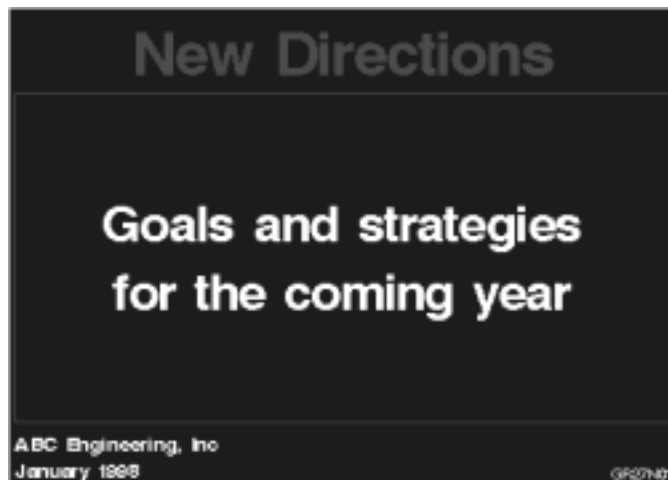 New Directions
Goals and strategies
for the coming year
ABC Engineering, Inc
January 1998